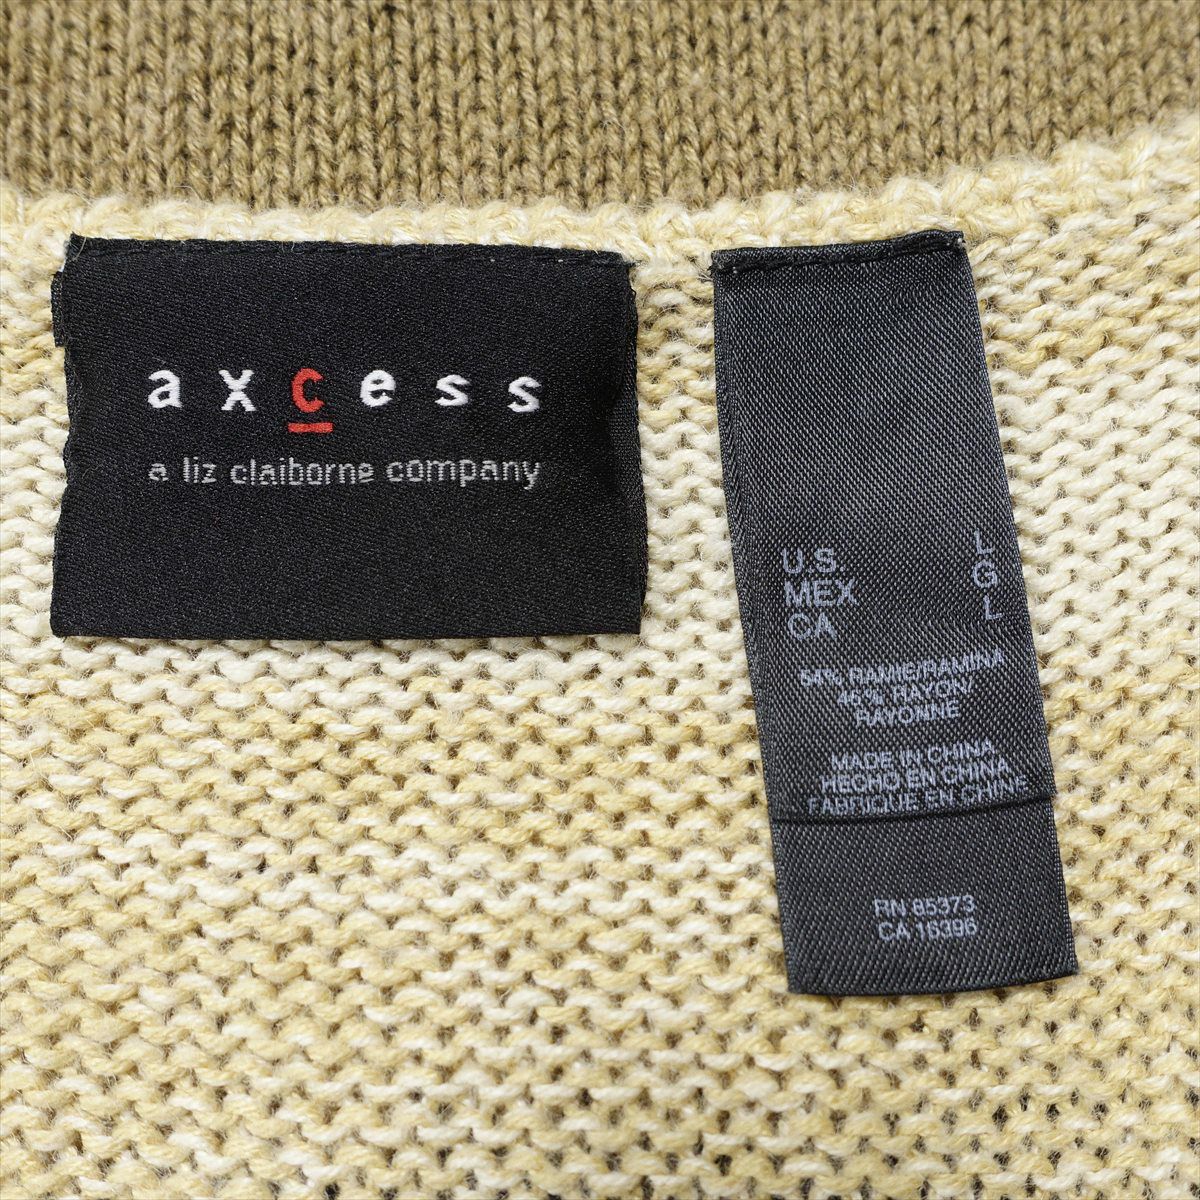 axcess
a liz claiborne company
U.S. L
MEX G
CA L
54% RAMIE/RAMINA
46% RAYON/
RAYONNE
MADE IN CHINA
HECHO EN CHINA
FABRIQUE EN CHINE
RN 85373
CA 16396